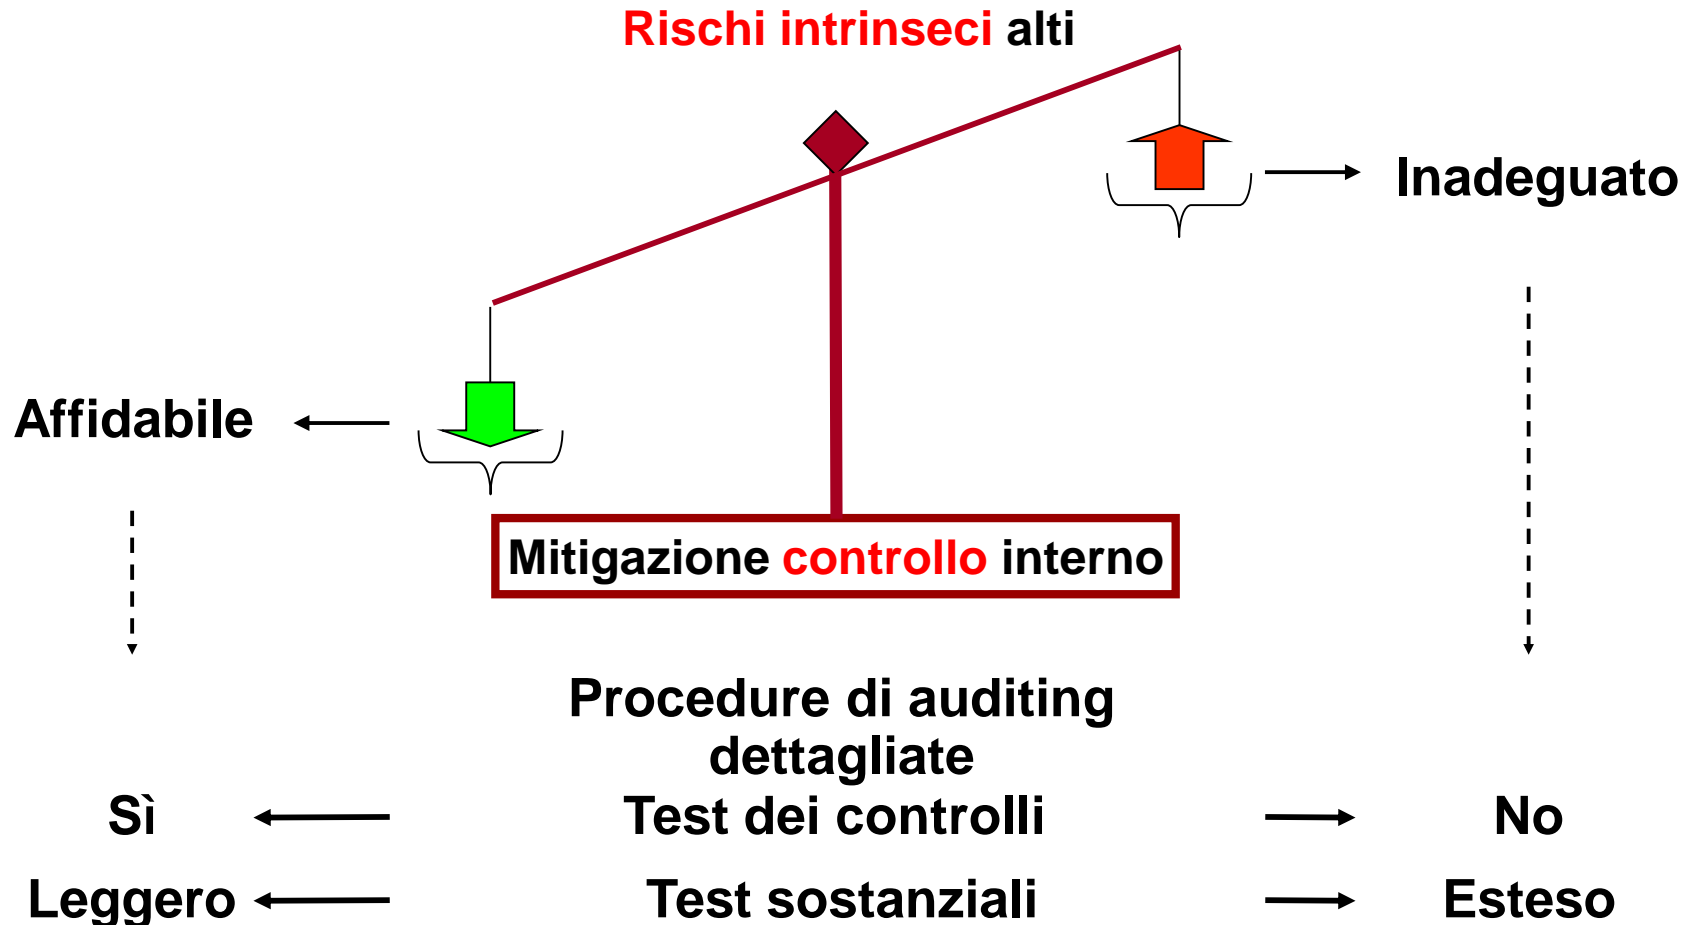 Rischi intrinseci alti
Inadeguato
Affidabile
Mitigazione controllo interno
Procedure di auditing
dettagliate
Sì Test dei controlli No
Leggero Test sostanziali Esteso